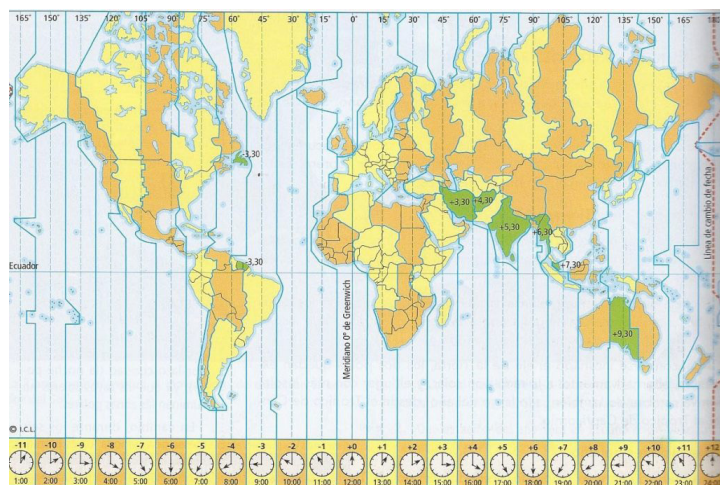 165° 150° 135° 120° 105° 90° 75° 60° 45° 30° 15° 0° 15° 30° 45° 60° 75° 90° 105° 120° 135° 150° 165° 180°
-3,30
+3,30 +4,30
+5,30
+6,30
-3,30
+7,30
+9,30
Ecuador
Meridiano 0° de Greenwich
Línea de cambio de fecha
© I.C.L.
-11 -10 -9 -8 -7 -6 -5 -4 -3 -2 -1 +0 +1 +2 +3 +4 +5 +6 +7 +8 +9 +10 +11 +12
1:00 2:00 3:00 4:00 5:00 6:00 7:00 8:00 9:00 10:00 11:00 12:00 13:00 14:00 15:00 16:00 17:00 18:00 19:00 20:00 21:00 22:00 23:00 24:00